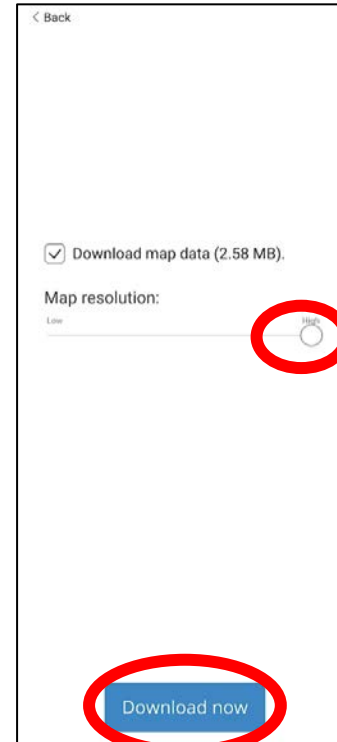 < Back
Download map data (2.58 MB).
Map resolution:
Low High
Download now